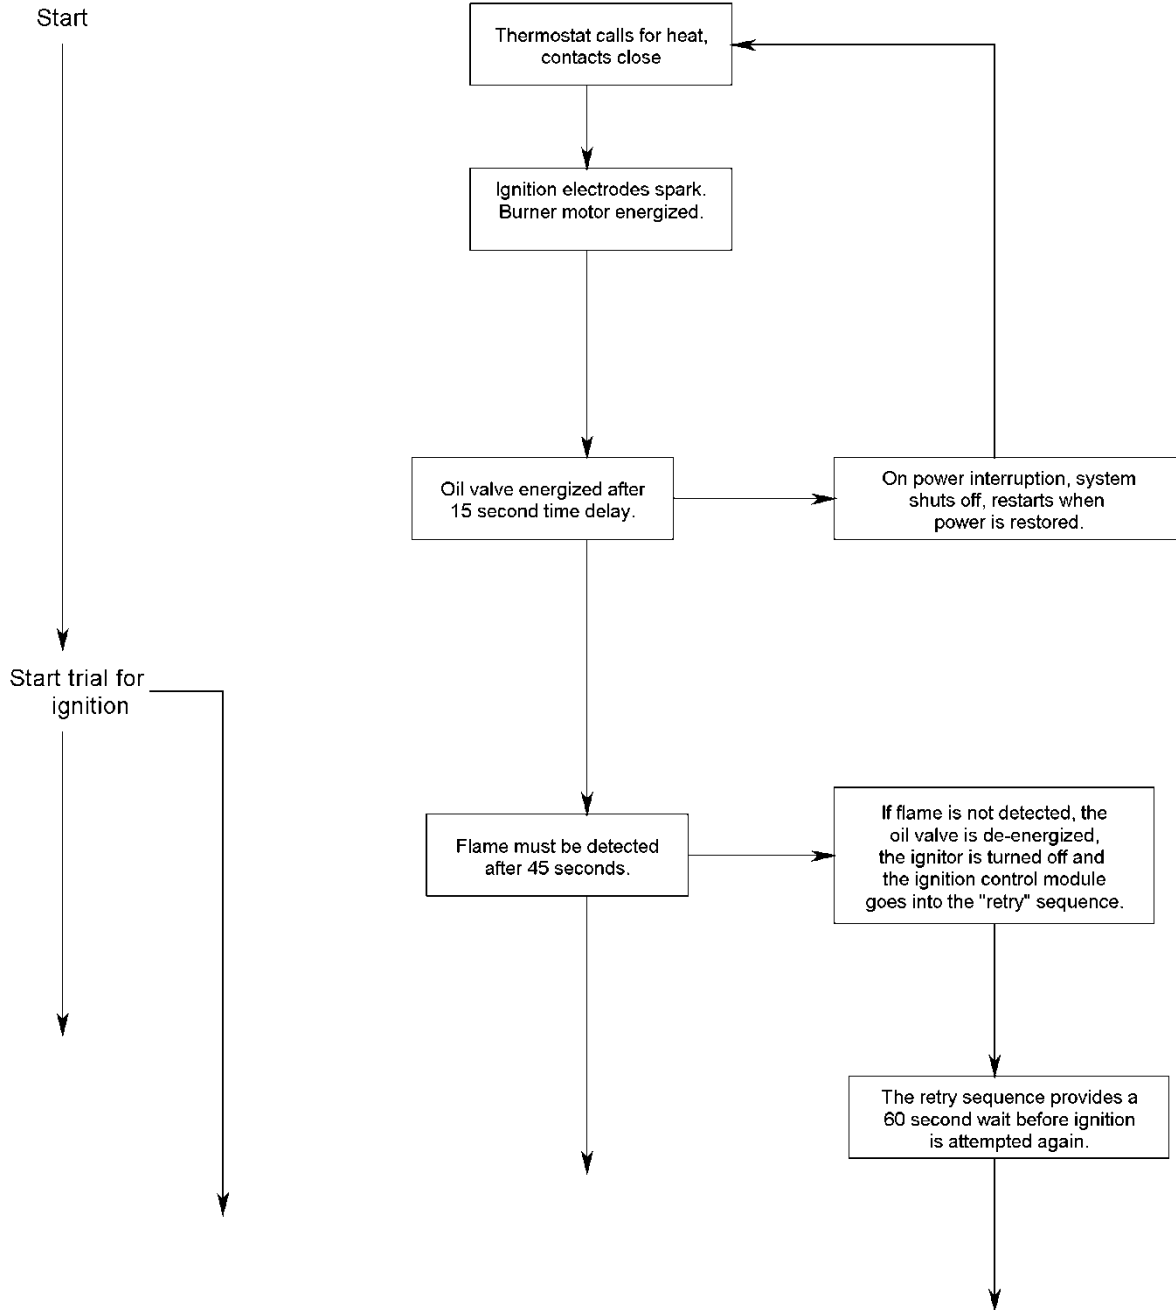 Start
Thermostat calls for heat,
contacts close
Ignition electrodes spark.
Burner motor energized.
Oil valve energized after
15 second time delay.
On power interruption, system
shuts off, restarts when
power is restored.
Start trial for
ignition
Flame must be detected
after 45 seconds.
If flame is not detected, the
oil valve is de-energized,
the ignitor is turned off and
the ignition control module
goes into the "retry" sequence.
The retry sequence provides a
60 second wait before ignition
is attempted again.